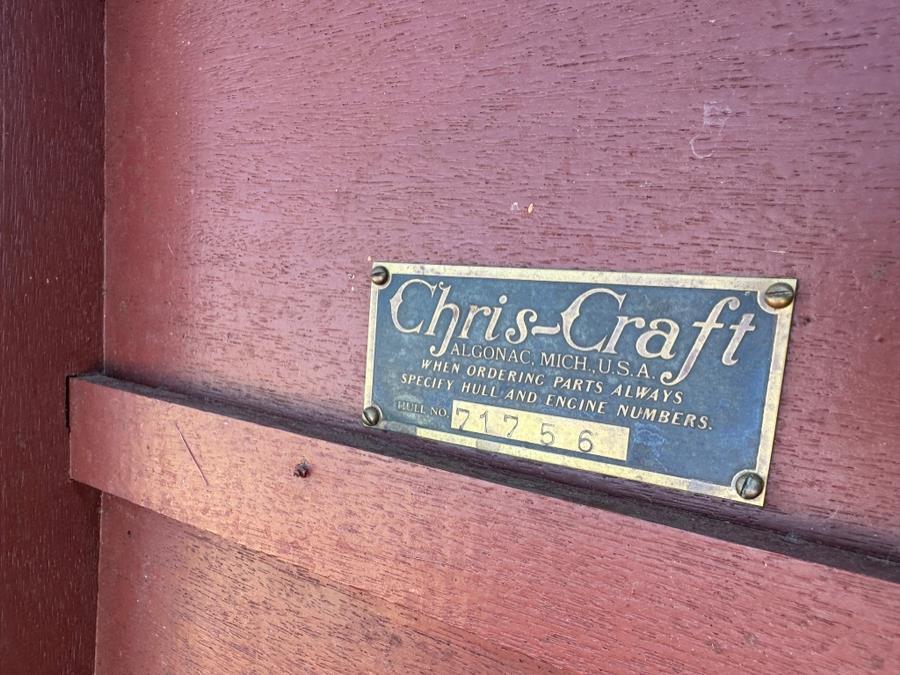 Chris-Craft
ALGONAC, MICH., U.S.A.
WHEN ORDERING PARTS ALWAYS
SPECIFY HULL AND ENGINE NUMBERS.
HULL NO. 71756